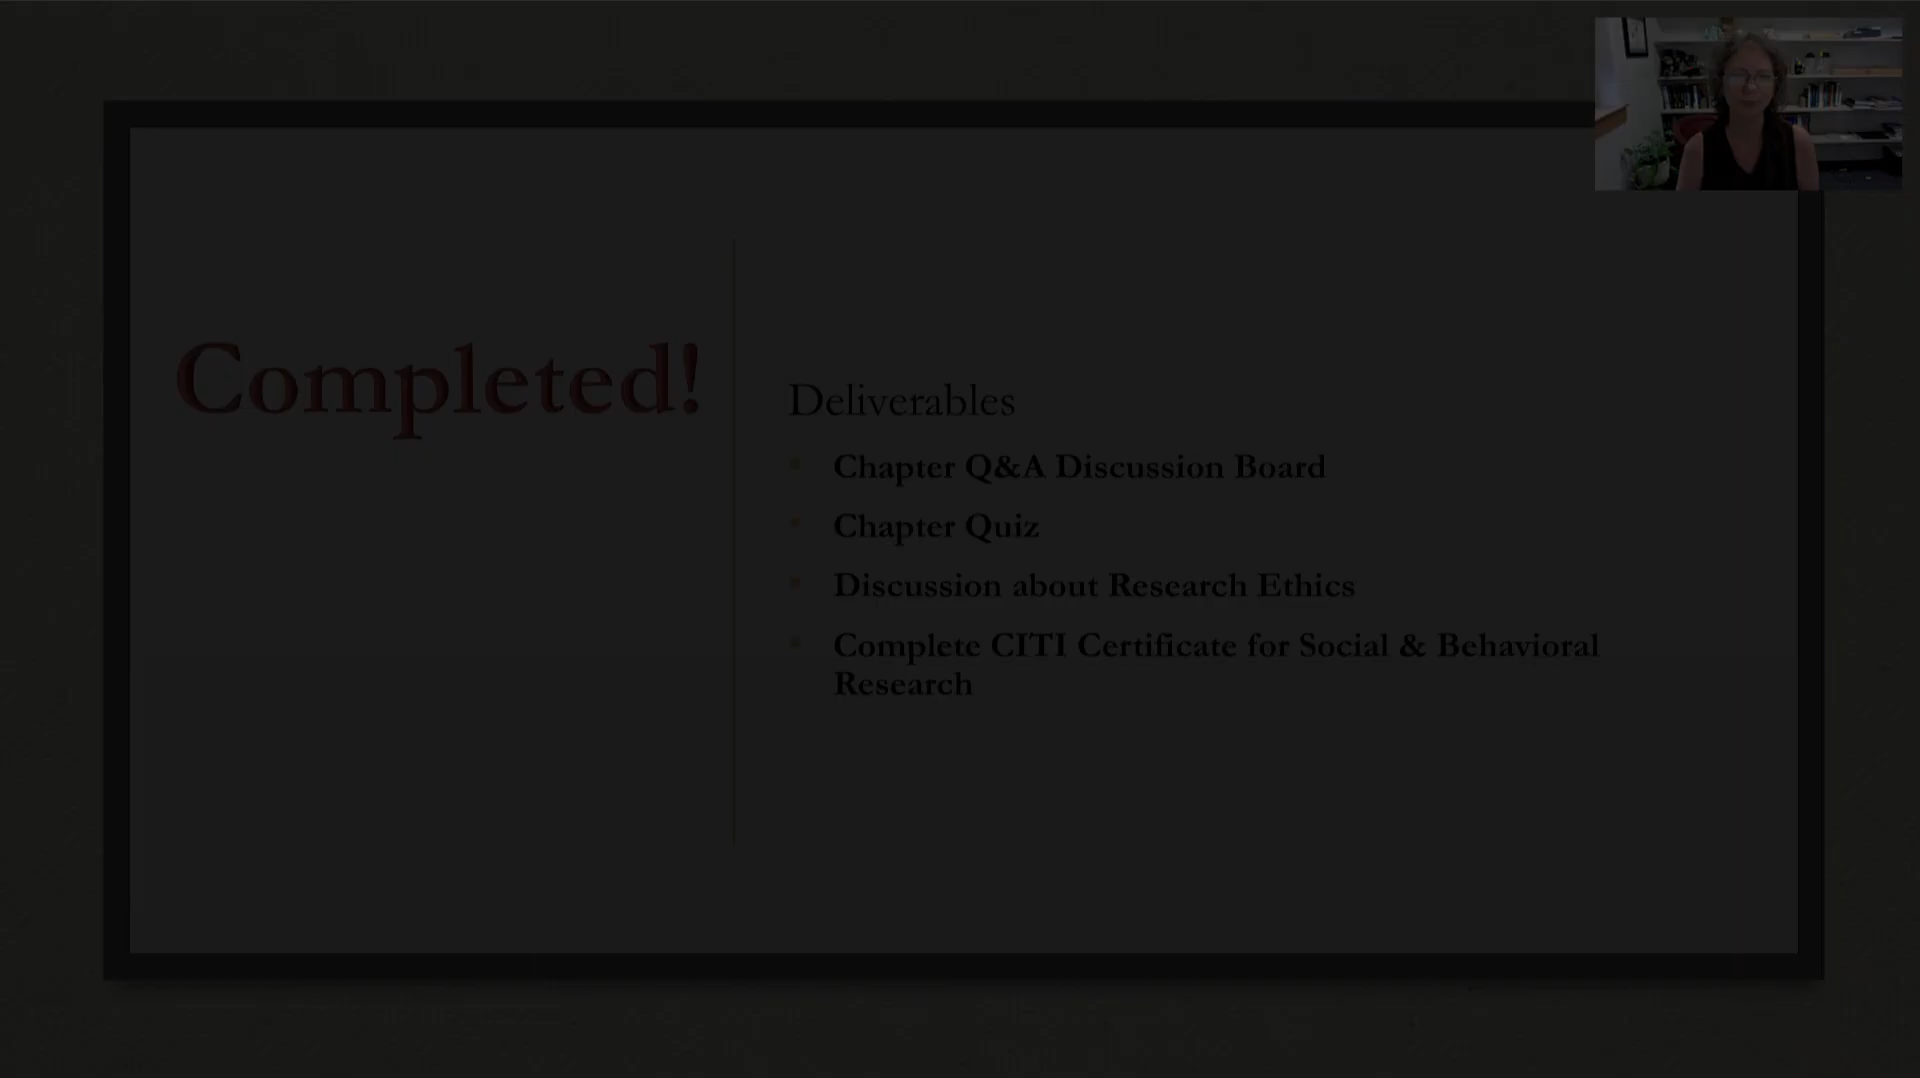 Completed!
Deliverables
Chapter Q&A Discussion Board
Chapter Quiz
Discussion about Research Ethics
Complete CITI Certificate for Social & Behavioral
Research